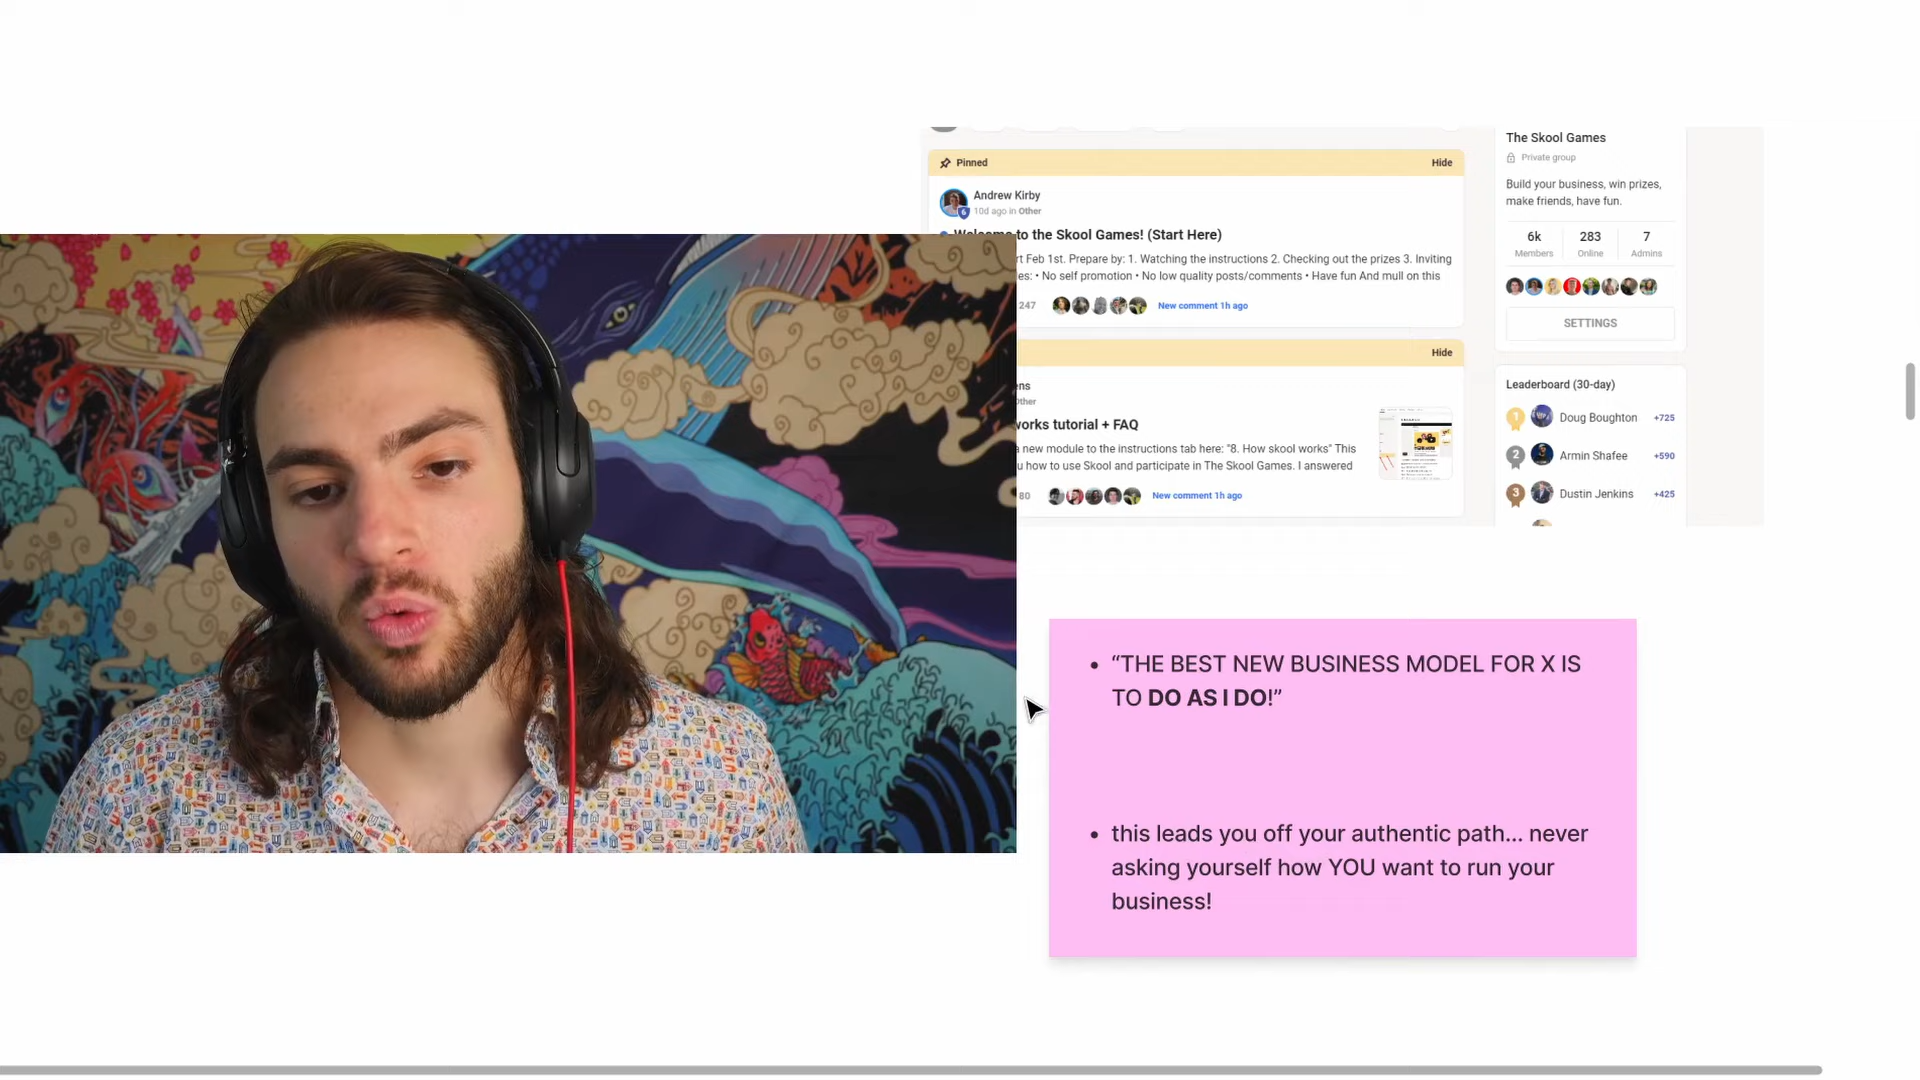 Pinned
Hide
Andrew Kirby
6
10d ago in Other
to the Skool Games! (Start Here)
rt Feb 1st. Prepare by: 1. Watching the instructions 2. Checking out the prizes 3. Inviting
es: • No self promotion • No low quality posts/comments • Have fun And mull on this
247
New comment 1h ago
Hide
ens
Other
works tutorial + FAQ
a new module to the instructions tab here: "8. How skool works" This
u how to use Skool and participate in The Skool Games. I answered
80
New comment 1h ago
The Skool Games
Private group
Build your business, win prizes,
make friends, have fun.
6k
283
7
Members
Online
Admins
SETTINGS
Leaderboard (30-day)
1
Doug Boughton
+725
2
Armin Shafee
+590
3
Dustin Jenkins
+425
• “THE BEST NEW BUSINESS MODEL FOR X IS
TO DO AS I DO!”
• this leads you off your authentic path... never
asking yourself how YOU want to run your
business!